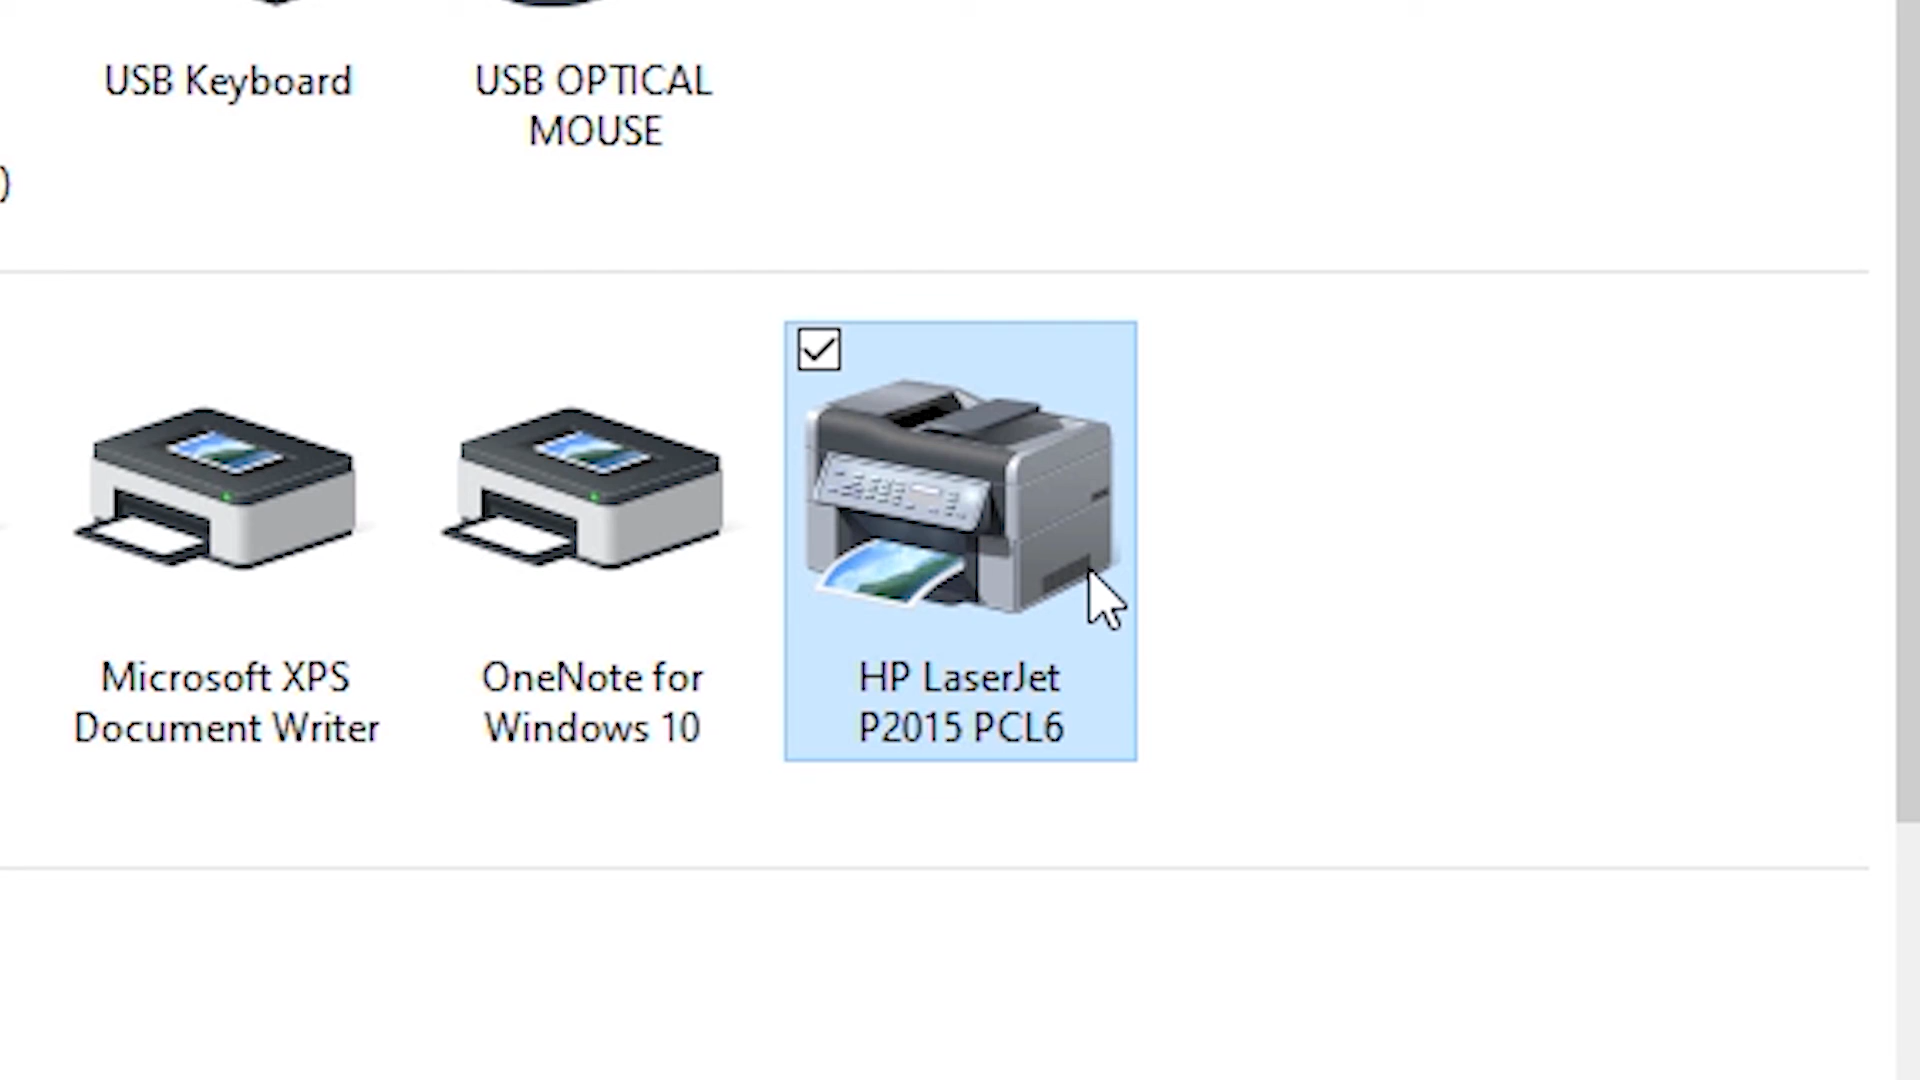 USB Keyboard
USB OPTICAL
MOUSE
)
Microsoft XPS
Document Writer
OneNote for
Windows 10
HP LaserJet
P2015 PCL6